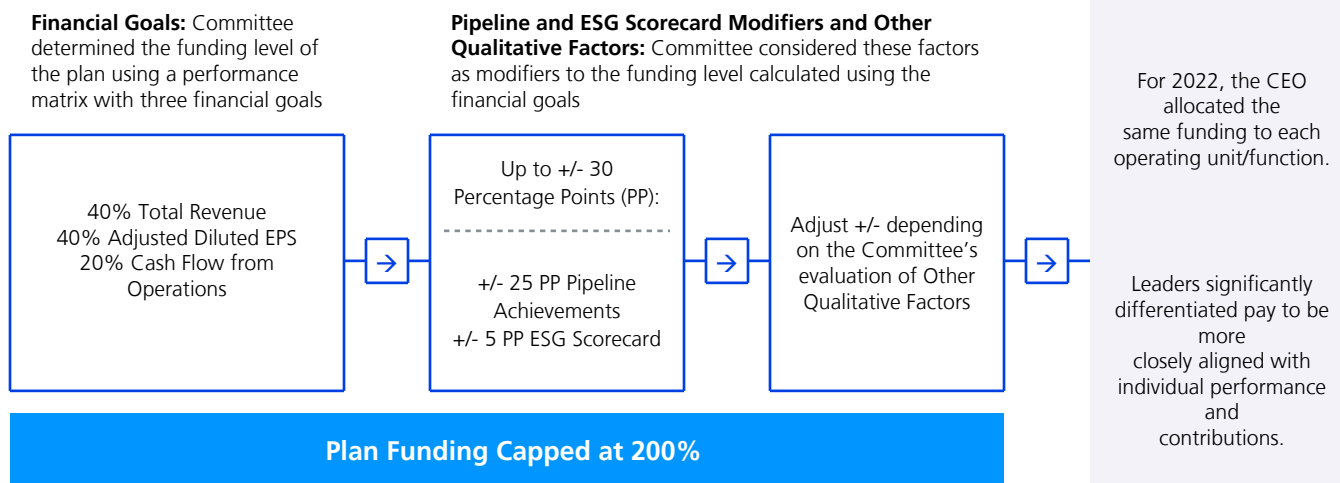 Financial Goals: Committee
determined the funding level of
the plan using a performance
matrix with three financial goals
Pipeline and ESG Scorecard Modifiers and Other
Qualitative Factors: Committee considered these factors
as modifiers to the funding level calculated using the
financial goals
40% Total Revenue
40% Adjusted Diluted EPS
20% Cash Flow from
Operations
→
Up to +/- 30
Percentage Points (PP):
+/- 25 PP Pipeline
Achievements
+/- 5 PP ESG Scorecard
→
Adjust +/- depending
on the Committee’s
evaluation of Other
Qualitative Factors
→
For 2022, the CEO
allocated the
same funding to each
operating unit/function.
Leaders significantly
differentiated pay to be
more
closely aligned with
individual performance
and
contributions.
Plan Funding Capped at 200%